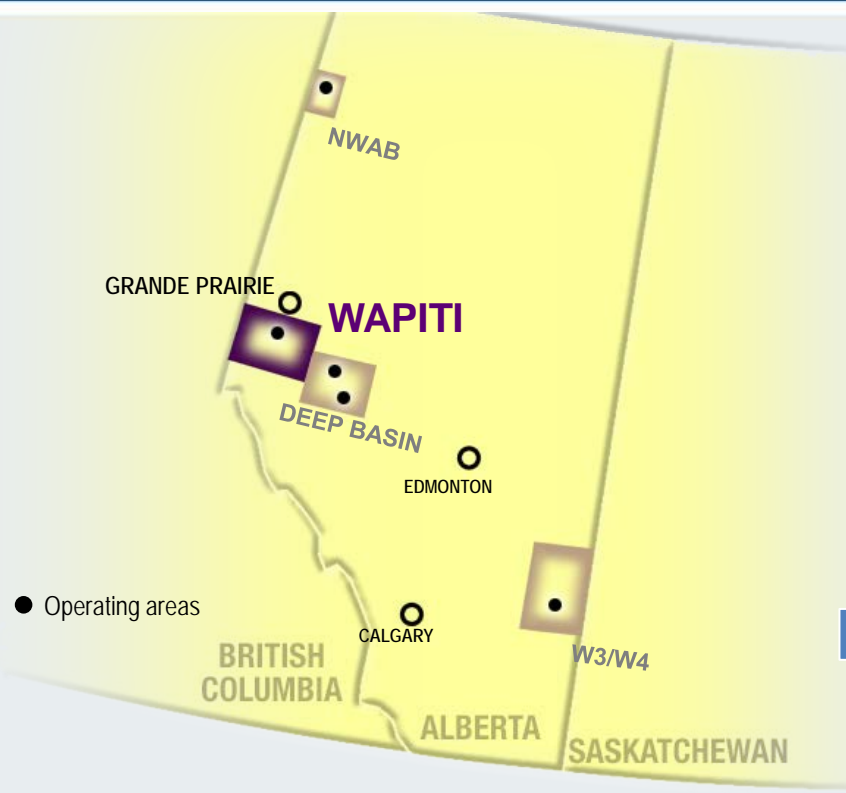 NWAB
GRANDE PRAIRIE
WAPITI
DEEP BASIN
EDMONTON
Operating areas
CALGARY
W3/W4
BRITISH
COLUMBIA
ALBERTA
SASKATCHEWAN